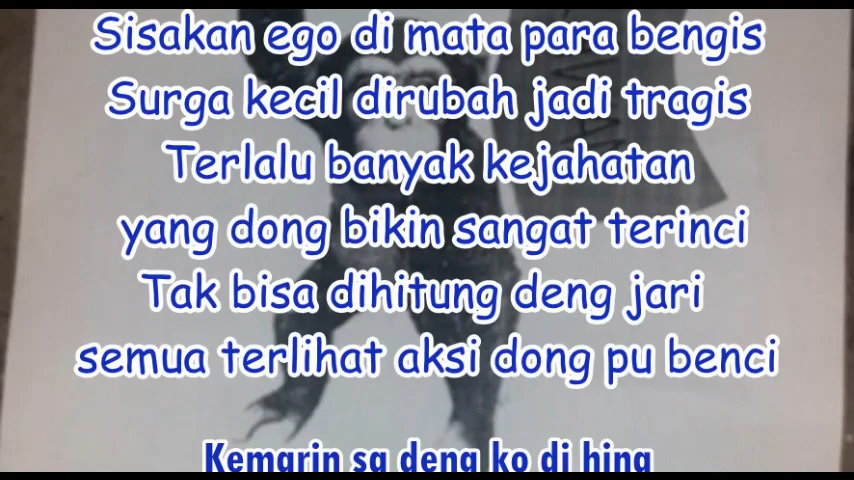 Sisakan ego di mata para bengis
Surga kecil dirubah jadi tragis
Terlalu banyak kejahatan
yang dong bikin sangat terinci
Tak bisa dihitung deng jari
semua terlihat aksi dong pu benci
Kemarin sa deng ko di hina